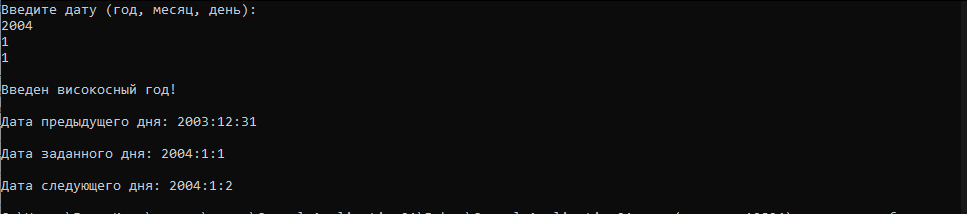 Введите дату (год, месяц, день):
2004
1
1
Введен високосный год!
Дата предыдущего дня: 2003:12:31
Дата заданного дня: 2004:1:1
Дата следующего дня: 2004:1:2